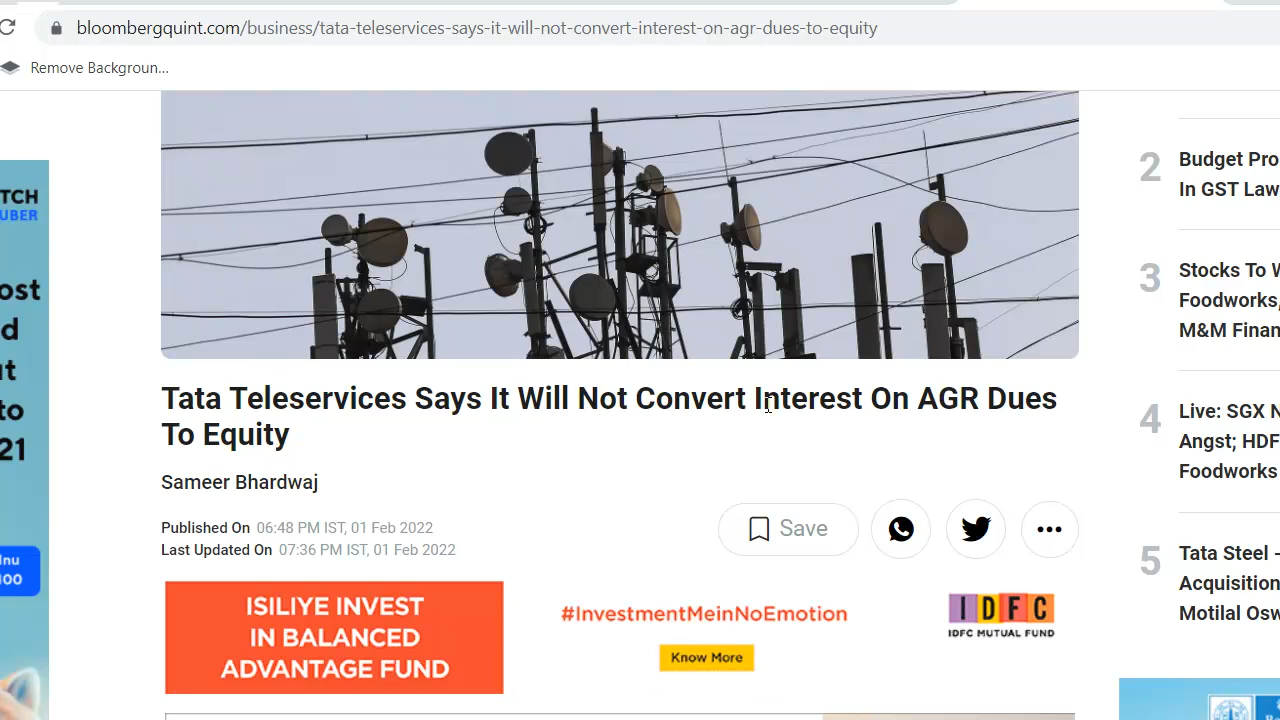 bloombergquint.com/business/tata-teleservices-says-it-will-not-convert-interest-on-agr-dues-to-equity
Remove Backgroun...
TCH
UBER
ost
d
t
to
21
00
Tata Teleservices Says It Will Not Convert Interest On AGR Dues
To Equity
Sameer Bhardwaj
Published On 06:48 PM IST, 01 Feb 2022
Last Updated On 07:36 PM IST, 01 Feb 2022
Save
ISILIYE INVEST
IN BALANCED
ADVANTAGE FUND
#InvestmentMeinNoEmotion
Know More
IDFC
IDFC MUTUAL FUND
2
Budget Pro
In GST Law
3
Stocks To W
Foodworks,
M&M Finan
4
Live: SGX N
Angst; HDF
Foodworks
5
Tata Steel -
Acquisition
Motilal Osw